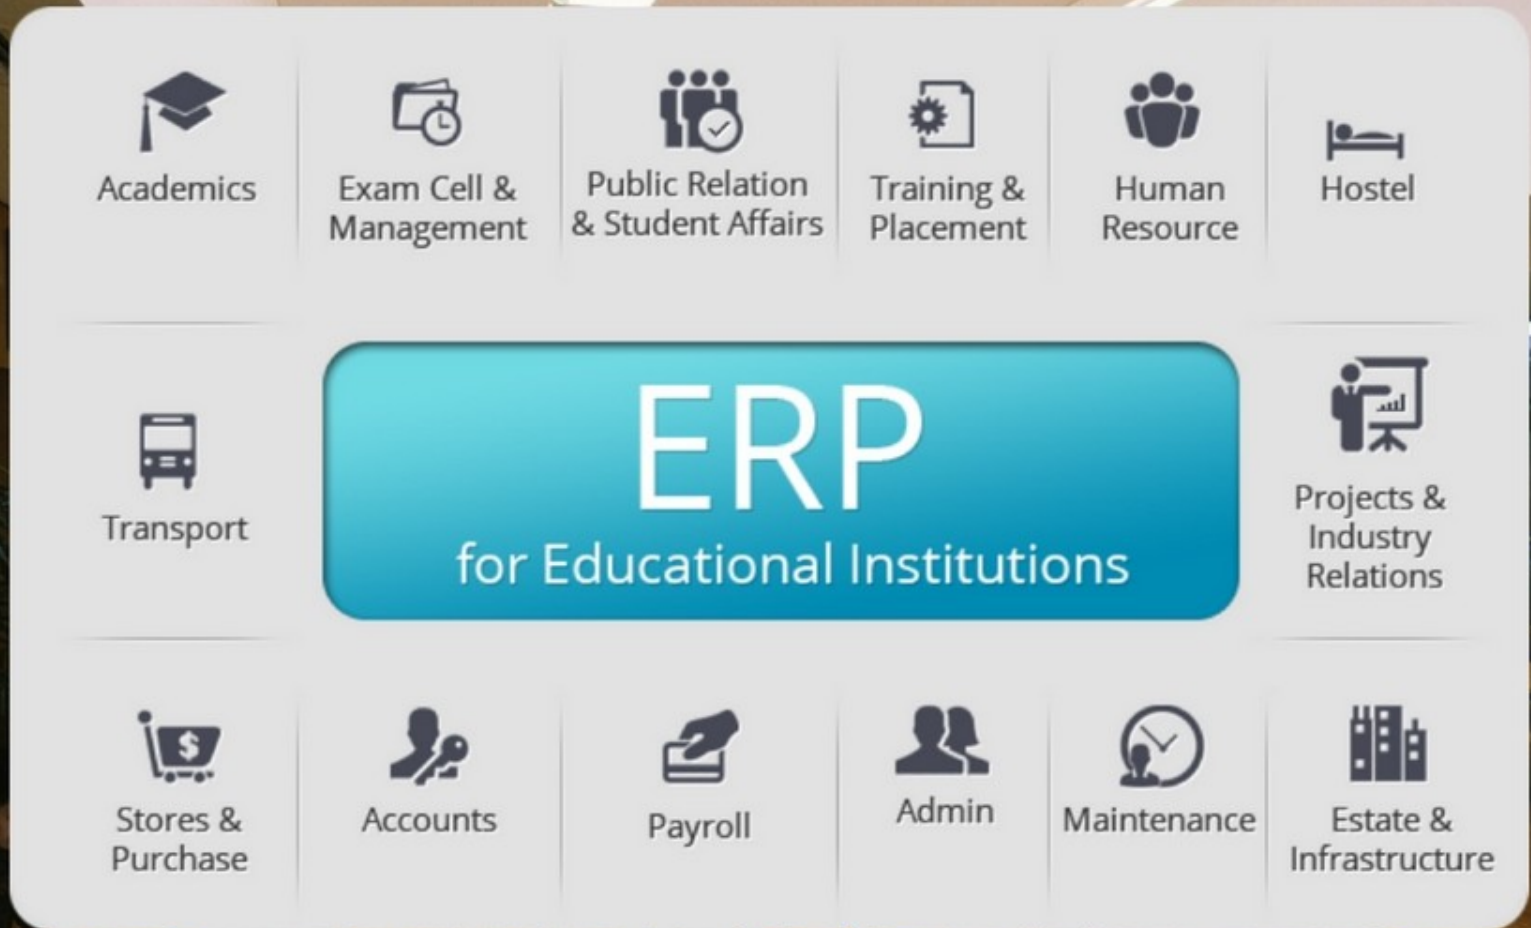 Academics
Exam Cell &
Management
Public Relation
& Student Affairs
Training &
Placement
Human
Resource
Hostel
Transport
ERP
for Educational Institutions
Projects &
Industry
Relations
Stores &
Purchase
Accounts
Payroll
Admin
Maintenance
Estate &
Infrastructure